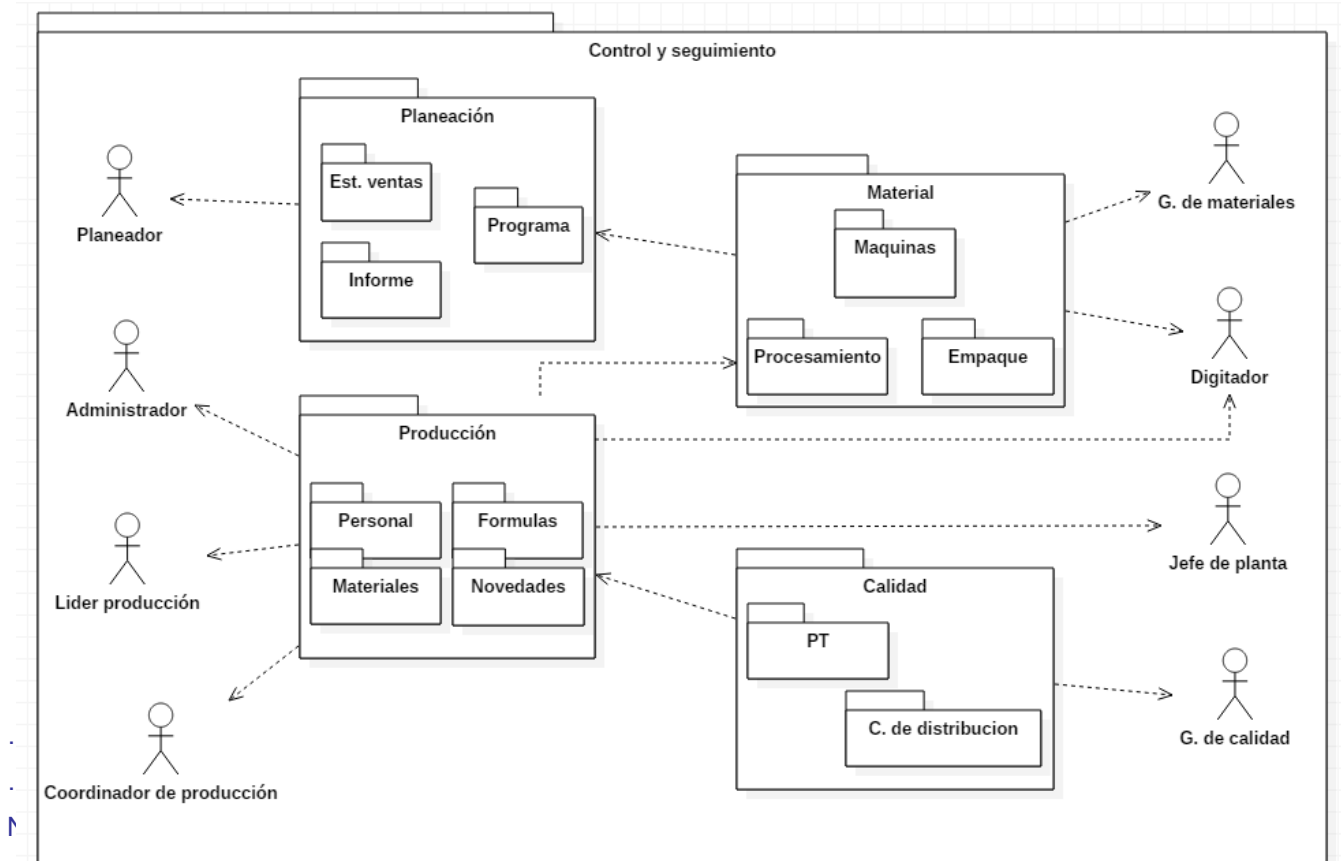 Control y seguimiento
Planeación
Est. ventas
Programa
Informe
Planeador
Material
Maquinas
Procesamiento
Empaque
G. de materiales
Administrador
Digitador
Producción
Personal
Formulas
Materiales
Novedades
Lider producción
Jefe de planta
Calidad
PT
C. de distribucion
G. de calidad
Coordinador de producción